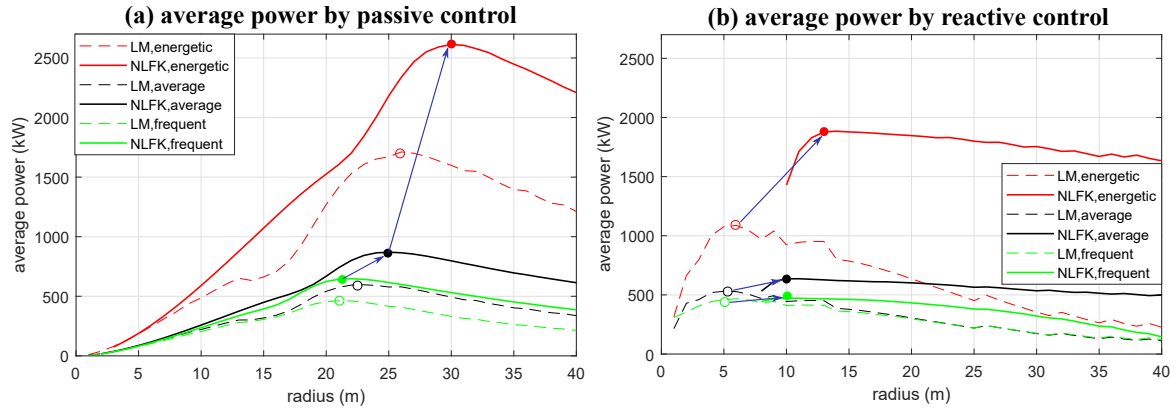 (a) average power by passive control
LM,energetic
NLFK,energetic
LM,average
NLFK,average
LM,frequent
NLFK,frequent
average power (kW)
2500
2000
1500
1000
500
0
0 5 10 15 20 25 30 35 40
radius (m)
(b) average power by reactive control
LM,energetic
NLFK,energetic
LM,average
NLFK,average
LM,frequent
NLFK,frequent
average power (kW)
2500
2000
1500
1000
500
0
0 5 10 15 20 25 30 35 40
radius (m)